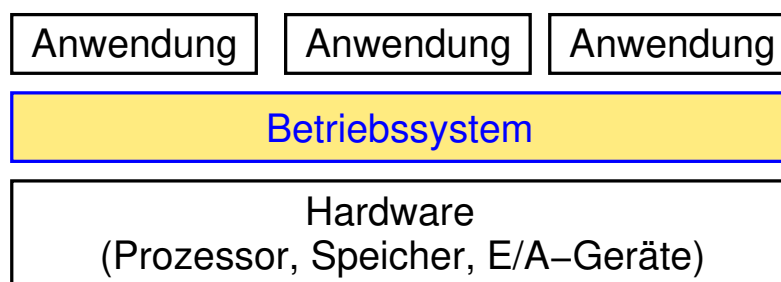 Anwendung Anwendung Anwendung
Betriebssystem
Hardware
(Prozessor, Speicher, E/A−Geräte)